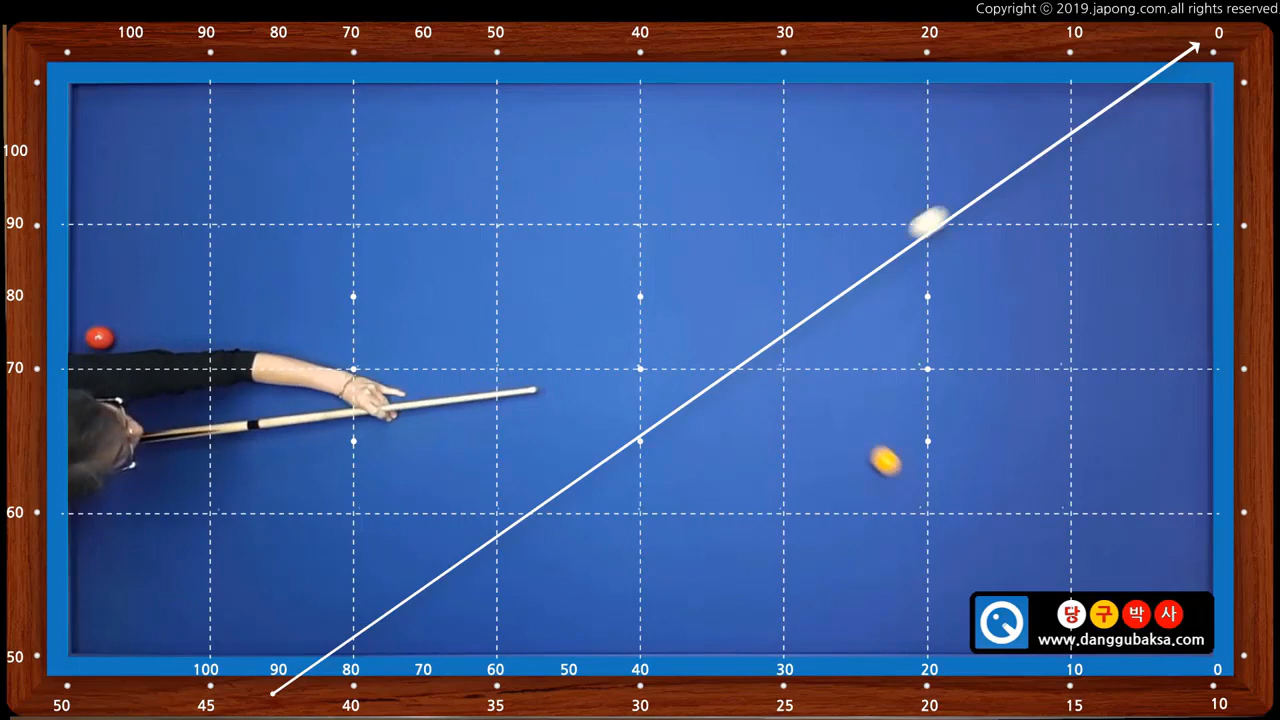 Copyright ⓒ 2019.japong.com.all rights reserved
100 90 80 70 60 50 40 30 20 10 0
100
90
80
70
60
50
당구박사
www.danggubaksa.com
100 90 80 70 60 50 40 30 20 10 0
50 45 40 35 30 25 20 15 10